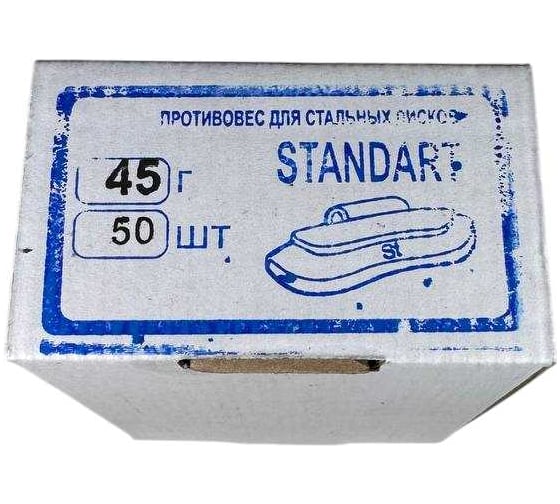 ПРОТИВОВЕС ДЛЯ СТАЛЬНЫХ ДИСКОВ
STANDART
45 г
50 шт
St